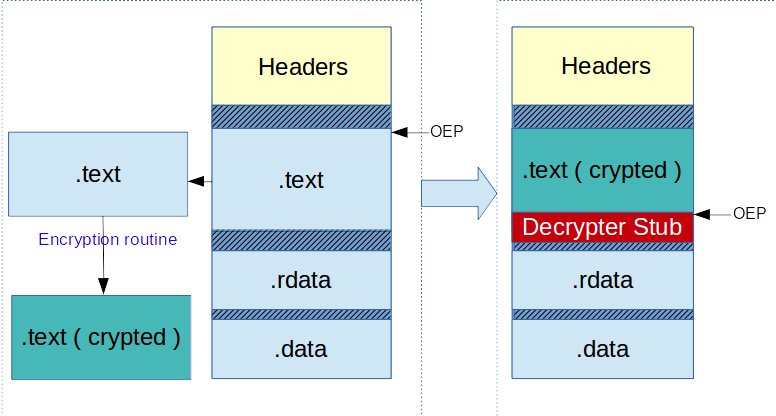 Headers
OEP
.text
.text
Encryption routine
.text ( crypted )
.rdata
.data
Headers
.text ( crypted )
OEP
Decrypter Stub
.rdata
.data